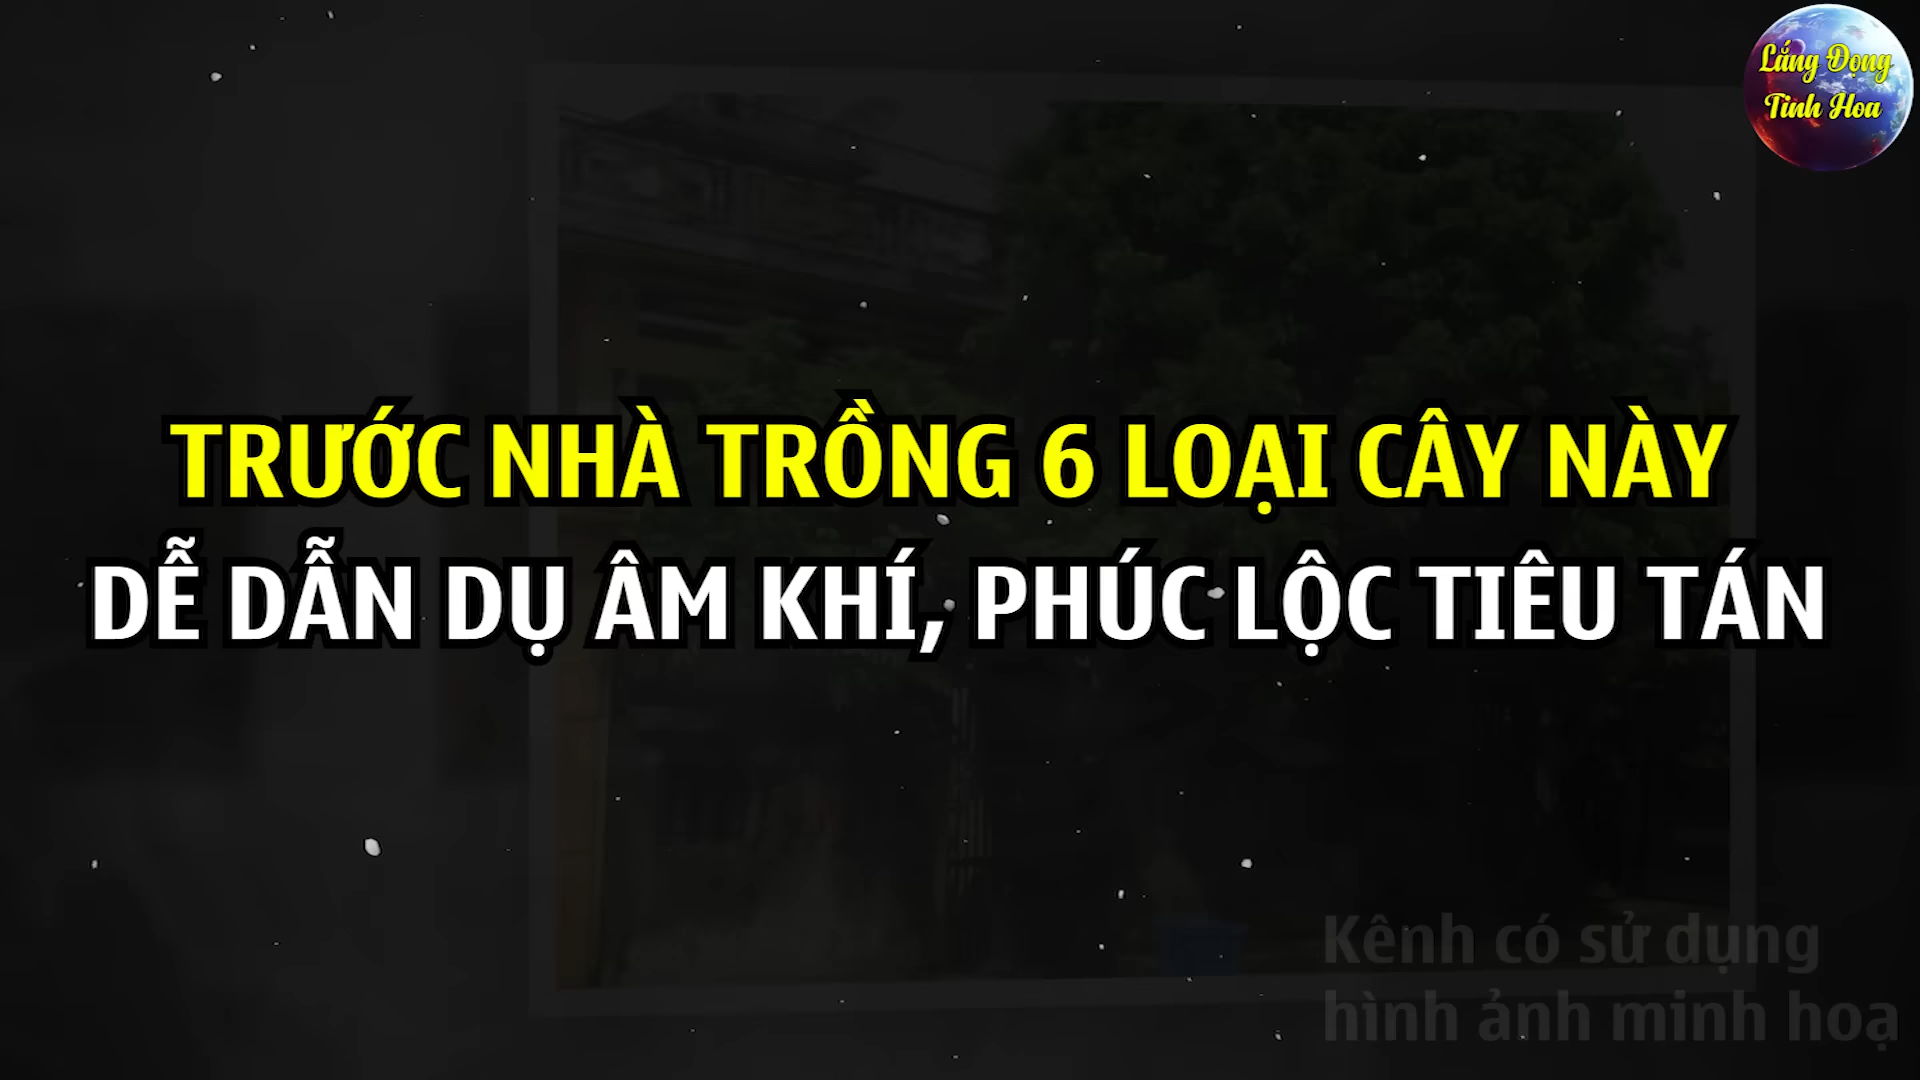 Lắng Đọng
Tinh Hoa
TRƯỚC NHÀ TRỒNG 6 LOẠI CÂY NÀY
DỄ DẪN DỤ ÂM KHÍ, PHÚC LỘC TIÊU TÁN
Kênh có sử dụng
hình ảnh minh hoạ